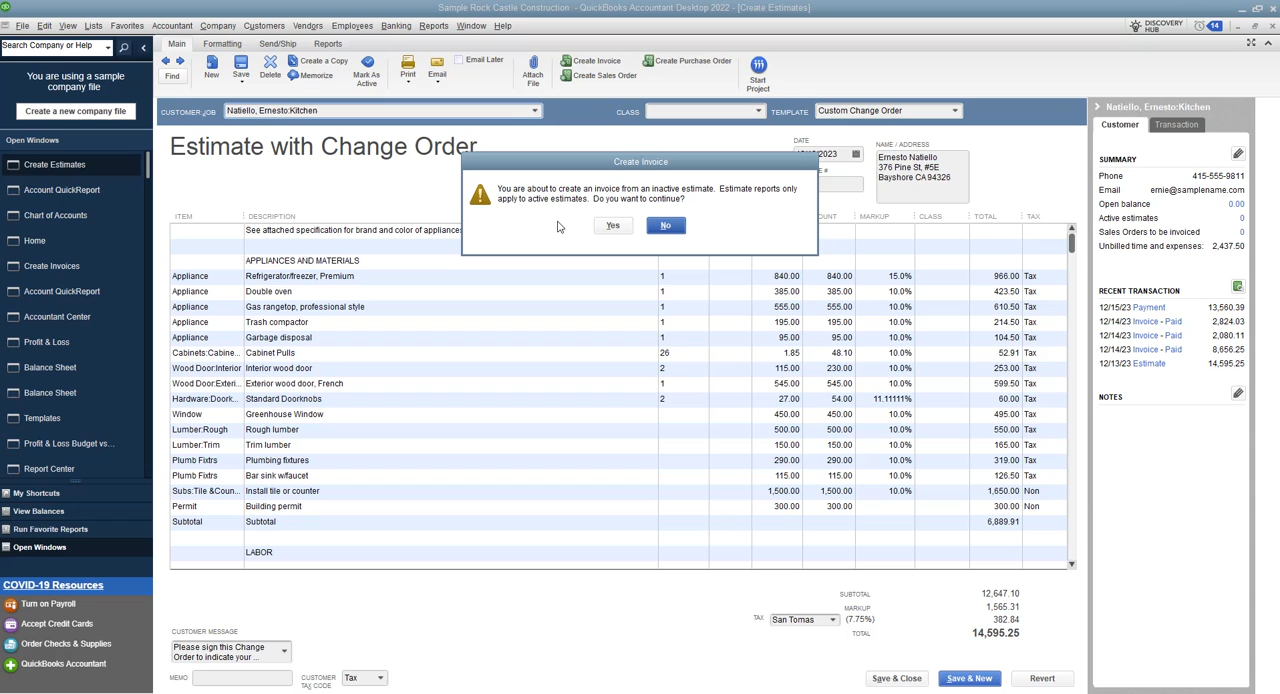 Sample Rock Castle Construction - QuickBooks Accountant Desktop 2022 - [Create Estimates]
File Edit View Lists Favorites Accountant Company Customers Vendors Employees Banking Reports Window Help
DISCOVERY HUB 14
Search Company or Help
Main Formatting Send/Ship Reports
Find
New
Save
Delete
Create a Copy
Memorize
Mark As Active
Print
Email
Email Later
Attach File
Create Invoice
Create Sales Order
Create Purchase Order
Start Project
You are using a sample company file
Create a new company file
Open Windows
Create Estimates
Account QuickReport
Chart of Accounts
Home
Create Invoices
Account QuickReport
Accountant Center
Profit & Loss
Balance Sheet
Balance Sheet
Templates
Profit & Loss Budget vs...
Report Center
My Shortcuts
View Balances
Run Favorite Reports
Open Windows
COVID-19 Resources
Turn on Payroll
Accept Credit Cards
Order Checks & Supplies
QuickBooks Accountant
CUSTOMER:JOB Natiello, Ernesto:Kitchen CLASS TEMPLATE Custom Change Order
Estimate with Change Order
DATE
2023
E #
NAME / ADDRESS
Ernesto Natiello
376 Pine St, #5E
Bayshore CA 94326
Create Invoice
You are about to create an invoice from an inactive estimate. Estimate reports only
apply to active estimates. Do you want to continue?
Yes No
ITEM DESCRIPTION OUNT MARKUP CLASS TOTAL TAX
See attached specification for brand and color of appliances
APPLIANCES AND MATERIALS
Appliance Refrigerator/freezer, Premium 1 840.00 840.00 15.0% 966.00 Tax
Appliance Double oven 1 385.00 385.00 10.0% 423.50 Tax
Appliance Gas rangetop, professional style 1 555.00 555.00 10.0% 610.50 Tax
Appliance Trash compactor 1 195.00 195.00 10.0% 214.50 Tax
Appliance Garbage disposal 1 95.00 95.00 10.0% 104.50 Tax
Cabinets:Cabine... Cabinet Pulls 26 1.85 48.10 10.0% 52.91 Tax
Wood Door:Interior Interior wood door 2 115.00 230.00 10.0% 253.00 Tax
Wood Door:Exteri... Exterior wood door, French 1 545.00 545.00 10.0% 599.50 Tax
Hardware:Doork... Standard Doorknobs 2 27.00 54.00 11.11111% 60.00 Tax
Window Greenhouse Window 450.00 450.00 10.0% 495.00 Tax
Lumber:Rough Rough lumber 500.00 500.00 10.0% 550.00 Tax
Lumber:Trim Trim lumber 150.00 150.00 10.0% 165.00 Tax
Plumb Fixtrs Plumbing fixtures 290.00 290.00 10.0% 319.00 Tax
Plumb Fixtrs Bar sink w/faucet 115.00 115.00 10.0% 126.50 Tax
Subs:Tile &Coun... Install tile or counter 1,500.00 1,500.00 10.0% 1,650.00 Non
Permit Building permit 300.00 300.00 300.00 Non
Subtotal Subtotal 6,889.91
LABOR
SUBTOTAL 12,647.10
MARKUP 1,565.31
TAX San Tomas (7.75%) 382.84
TOTAL 14,595.25
CUSTOMER MESSAGE
Please sign this Change
Order to indicate your ...
MEMO
CUSTOMER TAX CODE Tax
Save & Close Save & New Revert
Natiello, Ernesto:Kitchen
Customer Transaction
SUMMARY
Phone 415-555-9811
Email ernie@samplename.com
Open balance 0.00
Active estimates 0
Sales Orders to be invoiced 0
Unbilled time and expenses: 2,437.50
RECENT TRANSACTION
12/15/23 Payment 13,560.39
12/14/23 Invoice - Paid 2,824.03
12/14/23 Invoice - Paid 2,080.11
12/14/23 Invoice - Paid 8,656.25
12/13/23 Estimate 14,595.25
NOTES